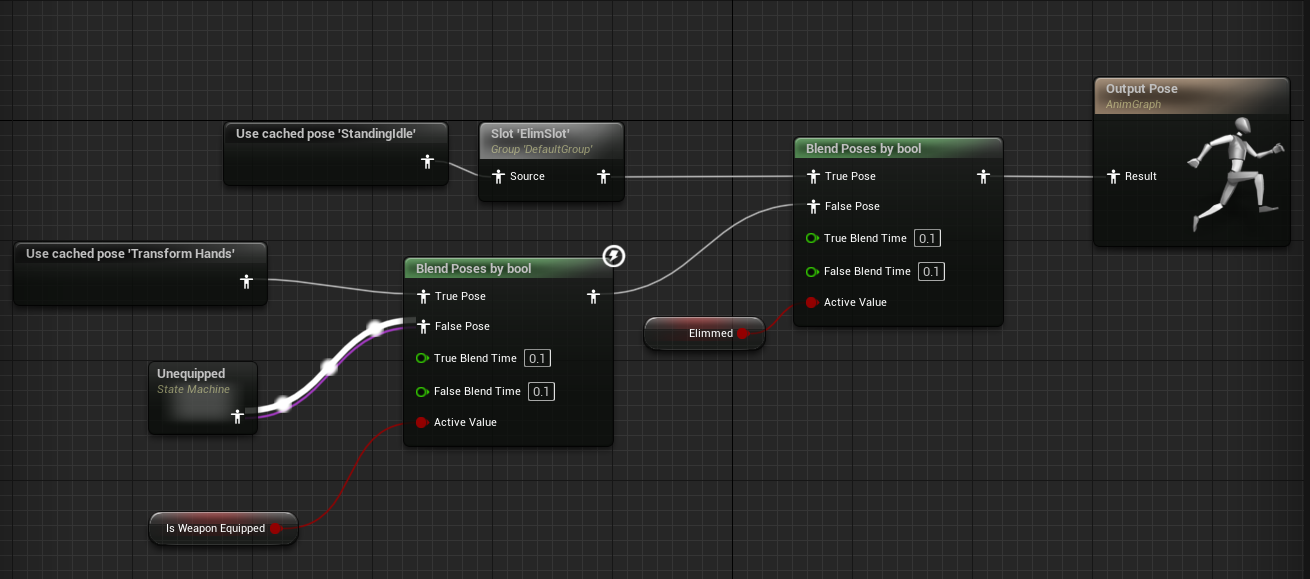 Output Pose
AnimGraph
Result
Use cached pose 'StandingIdle'
Slot 'ElimSlot'
Group 'DefaultGroup'
Source
Blend Poses by bool
True Pose
False Pose
True Blend Time 0.1
False Blend Time 0.1
Active Value
Use cached pose 'Transform Hands'
Blend Poses by bool
True Pose
False Pose
True Blend Time 0.1
False Blend Time 0.1
Active Value
Elimmed
Unequipped
State Machine
Is Weapon Equipped